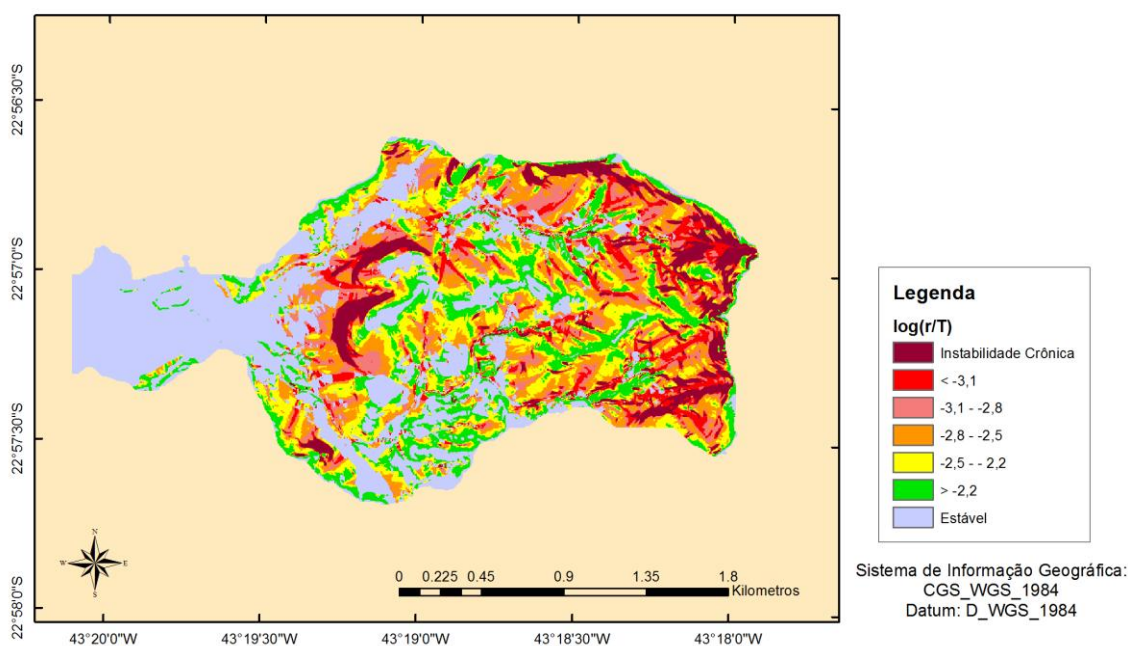 22°56'30"S
22°57'0"S
22°57'30"S
22°58'0"S
N
W
E
S
0 0.225 0.45 0.9 1.35 1.8
Kilometros
43°20'0"W 43°19'30"W 43°19'0"W 43°18'30"W 43°18'0"W
Legenda
log(r/T)
Instabilidade Crônica
< -3,1
-3,1 - -2,8
-2,8 - -2,5
-2,5 - - 2,2
> -2,2
Estável
Sistema de Informação Geográfica:
CGS_WGS_1984
Datum: D_WGS_1984